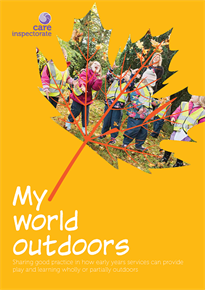 care
inspectorate
My
world
outdoors
Sharing good practice in how early years services can provide
play and learning wholly or partially outdoors